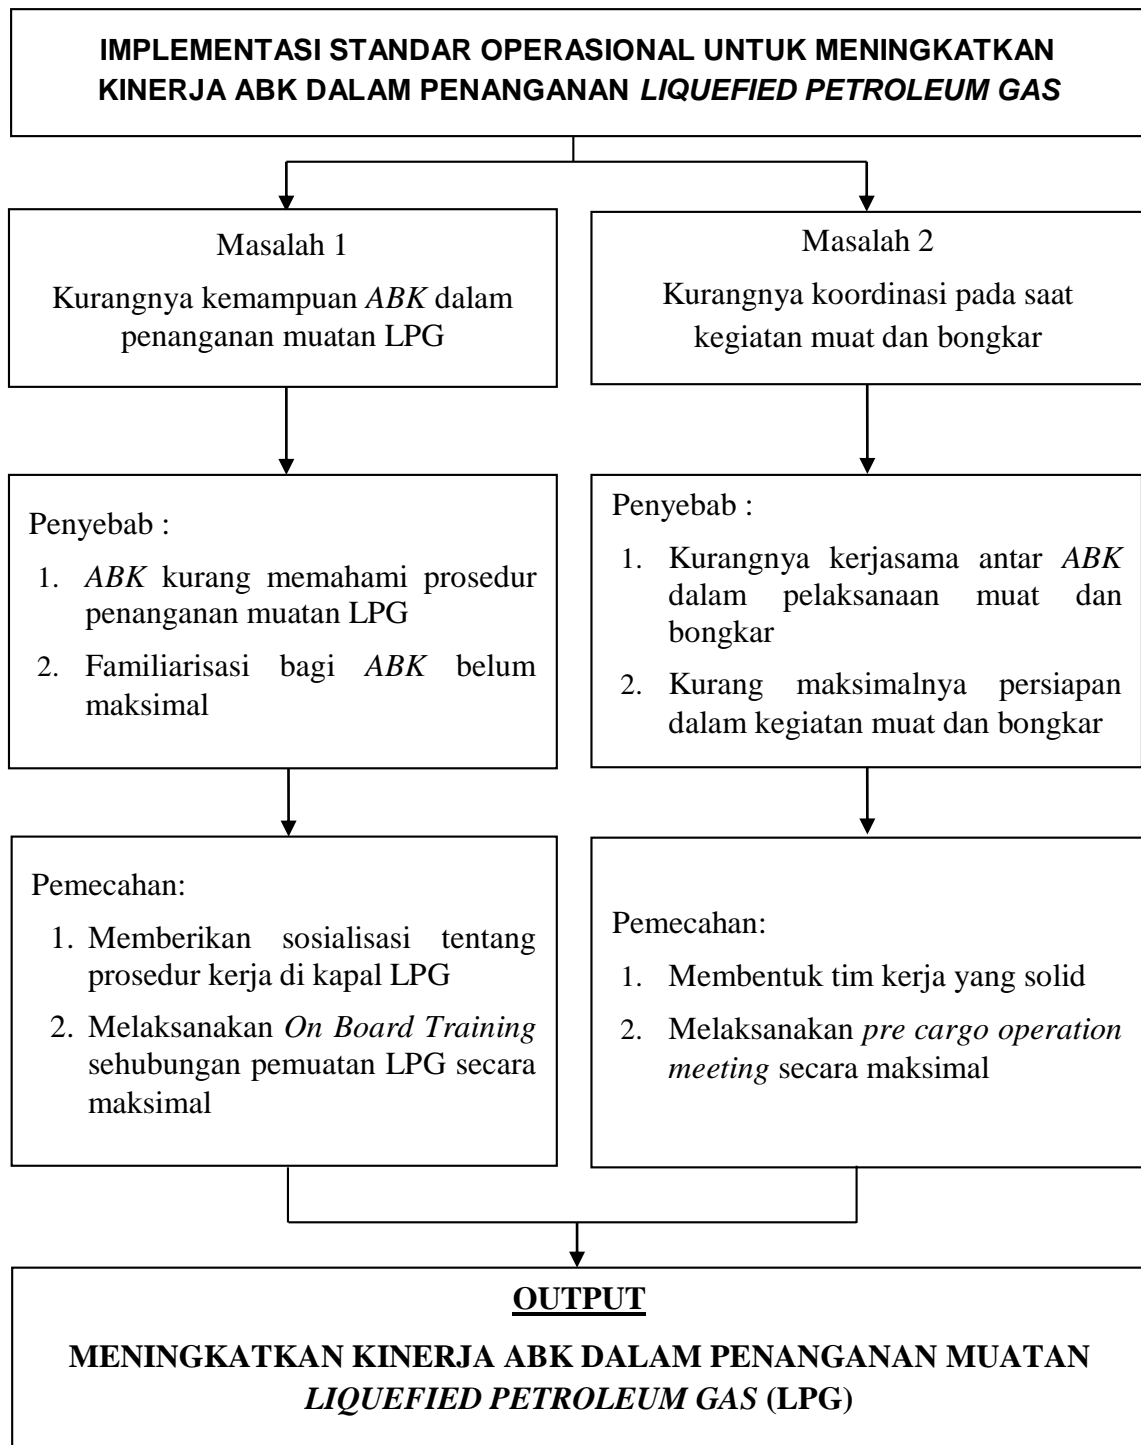 IMPLEMENTASI STANDAR OPERASIONAL UNTUK MENINGKATKAN
KINERJA ABK DALAM PENANGANAN LIQUEFIED PETROLEUM GAS
Masalah 1
Kurangnya kemampuan ABK dalam
penanganan muatan LPG
Masalah 2
Kurangnya koordinasi pada saat
kegiatan muat dan bongkar
Penyebab :
1. ABK kurang memahami prosedur
penanganan muatan LPG
2. Familiarisasi bagi ABK belum
maksimal
Penyebab :
1. Kurangnya kerjasama antar ABK
dalam pelaksanaan muat dan
bongkar
2. Kurang maksimalnya persiapan
dalam kegiatan muat dan bongkar
Pemecahan:
1. Memberikan sosialisasi tentang
prosedur kerja di kapal LPG
2. Melaksanakan On Board Training
sehubungan pemuatan LPG secara
maksimal
Pemecahan:
1. Membentuk tim kerja yang solid
2. Melaksanakan pre cargo operation
meeting secara maksimal
OUTPUT
MENINGKATKAN KINERJA ABK DALAM PENANGANAN MUATAN
LIQUEFIED PETROLEUM GAS (LPG)